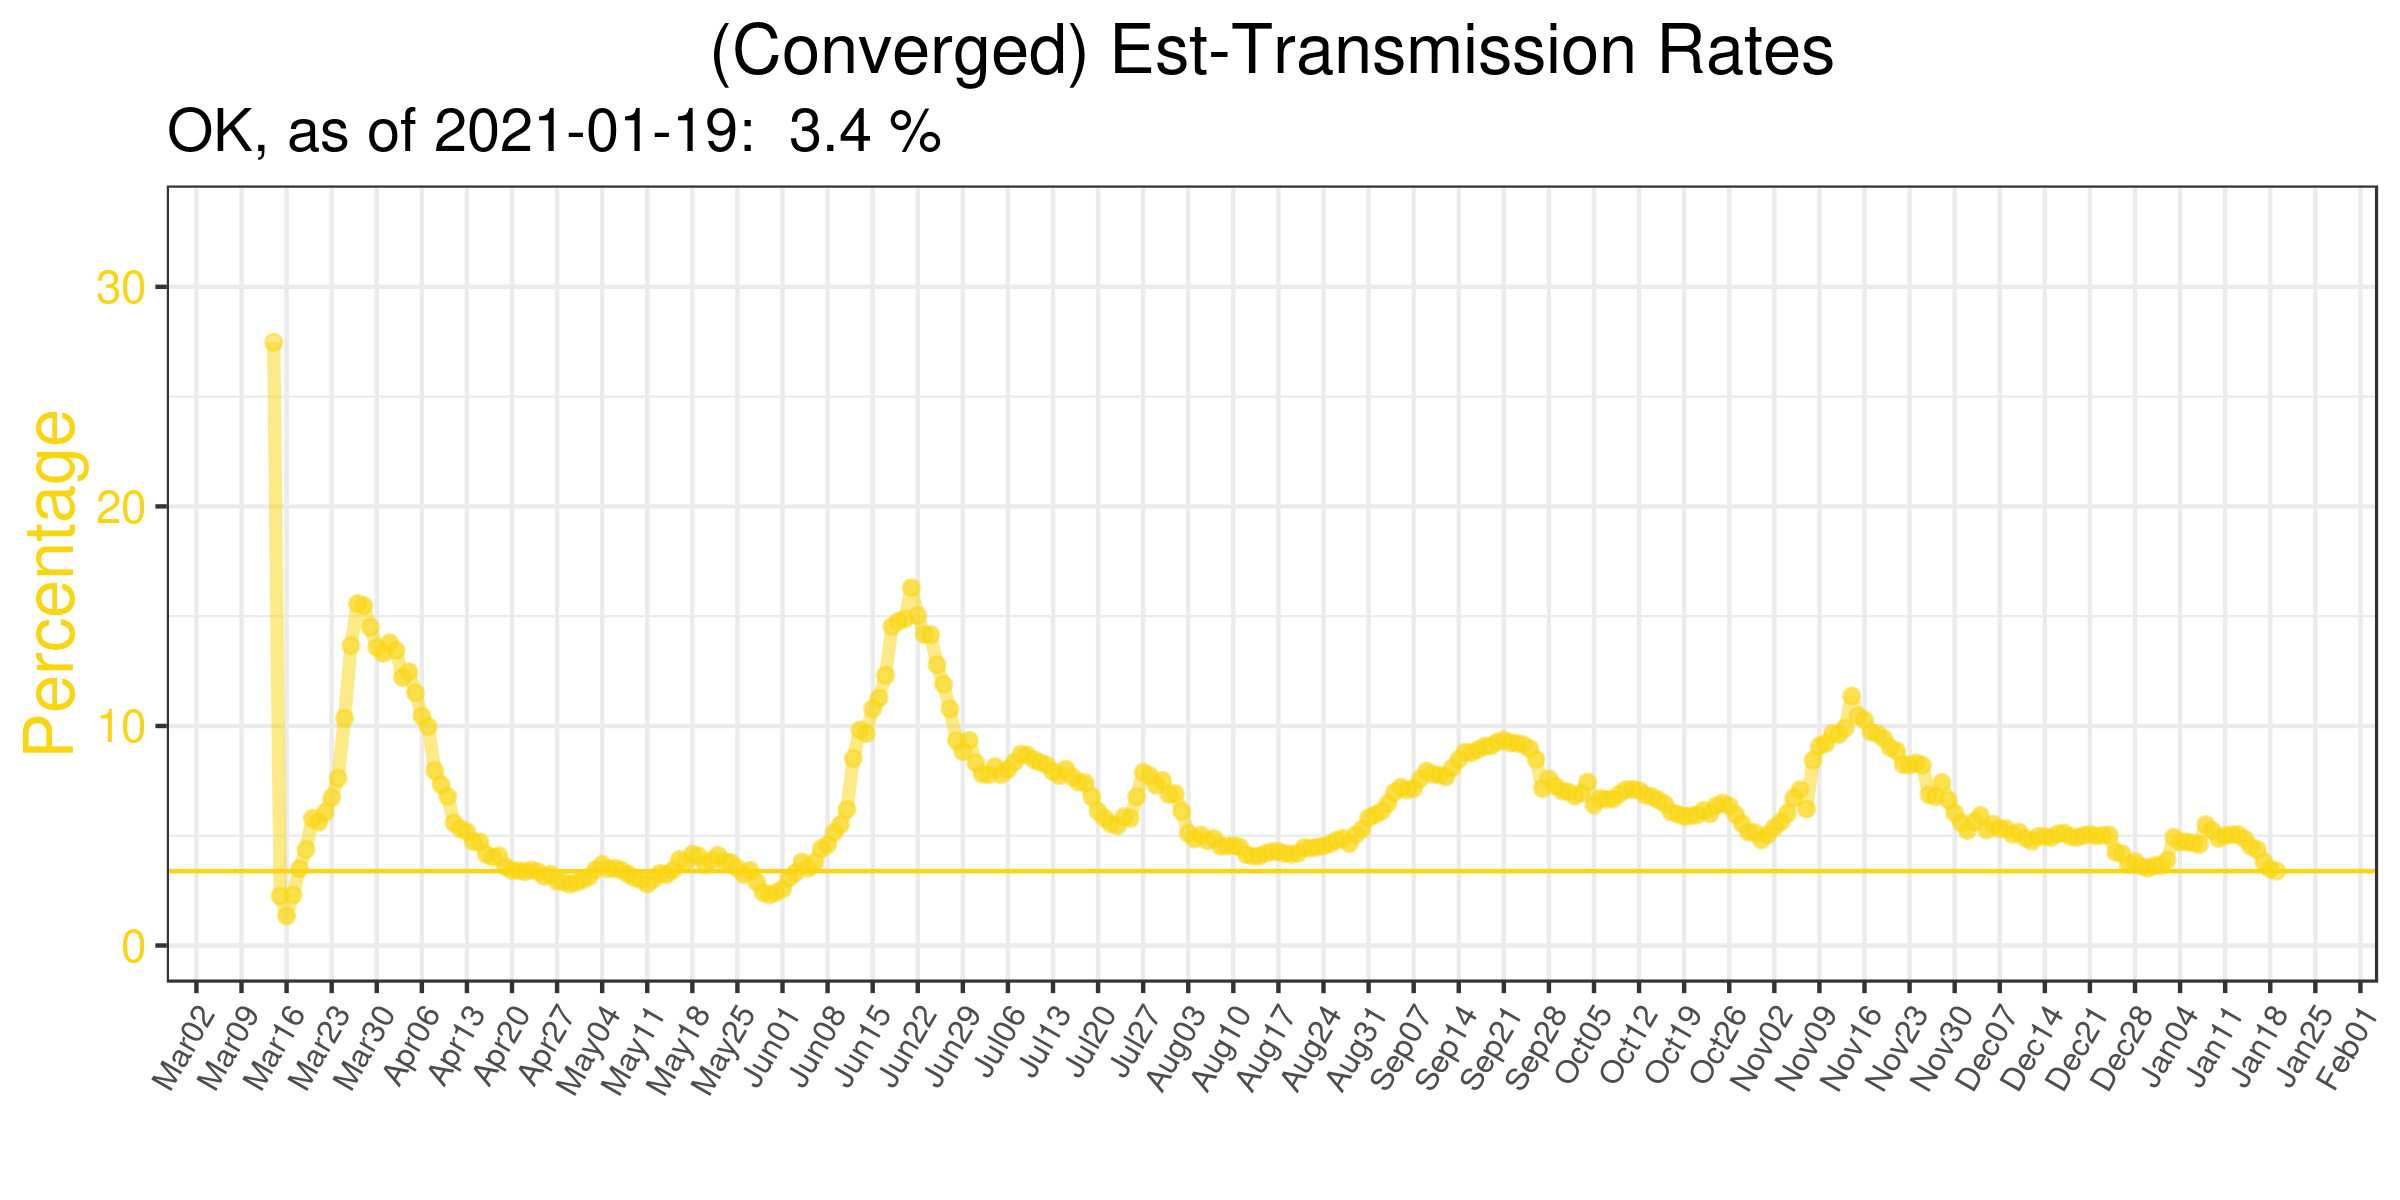 (Converged) Est-Transmission Rates
OK, as of 2021-01-19:  3.4 %
Percentage
30
20
10
0
Mar02
Mar09
Mar16
Mar23
Mar30
Apr06
Apr13
Apr20
Apr27
May04
May11
May18
May25
Jun01
Jun08
Jun15
Jun22
Jun29
Jul06
Jul13
Jul20
Jul27
Aug03
Aug10
Aug17
Aug24
Aug31
Sep07
Sep14
Sep21
Sep28
Oct05
Oct12
Oct19
Oct26
Nov02
Nov09
Nov16
Nov23
Nov30
Dec07
Dec14
Dec21
Dec28
Jan04
Jan11
Jan18
Jan25
Feb01